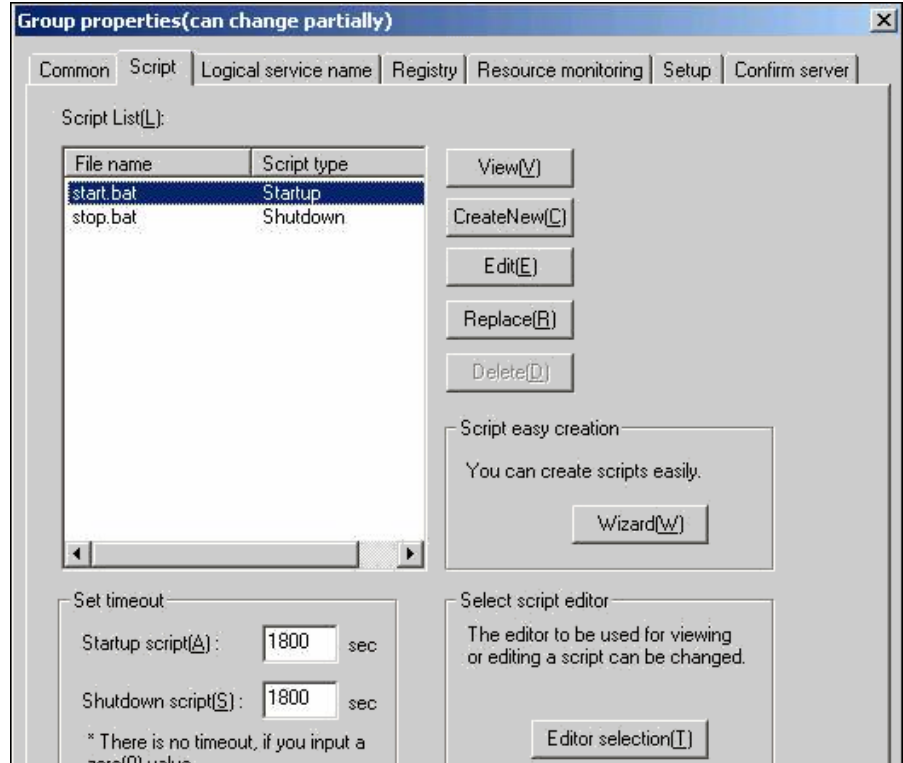 Group properties(can change partially)
Common Script Logical service name Registry Resource monitoring Setup Confirm server
Script List(L):
File name Script type
start.bat Startup
stop.bat Shutdown
View(V)
CreateNew(C)
Edit(E)
Replace(R)
Delete(D)
Script easy creation
You can create scripts easily.
Wizard(W)
Set timeout
Startup script(A) : 1800 sec
Shutdown script(S) : 1800 sec
* There is no timeout, if you input a
zero(0) value
Select script editor
The editor to be used for viewing
or editing a script can be changed.
Editor selection(T)